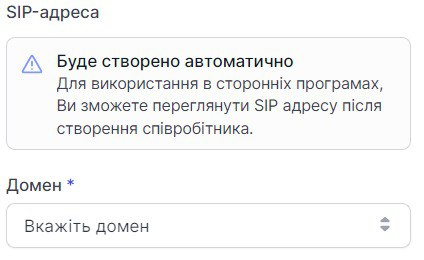 SIP-адреса
Буде створено автоматично
Для використання в сторонніх програмах,
Ви зможете переглянути SIP адресу після
створення співробітника.
Домен *
Вкажіть домен